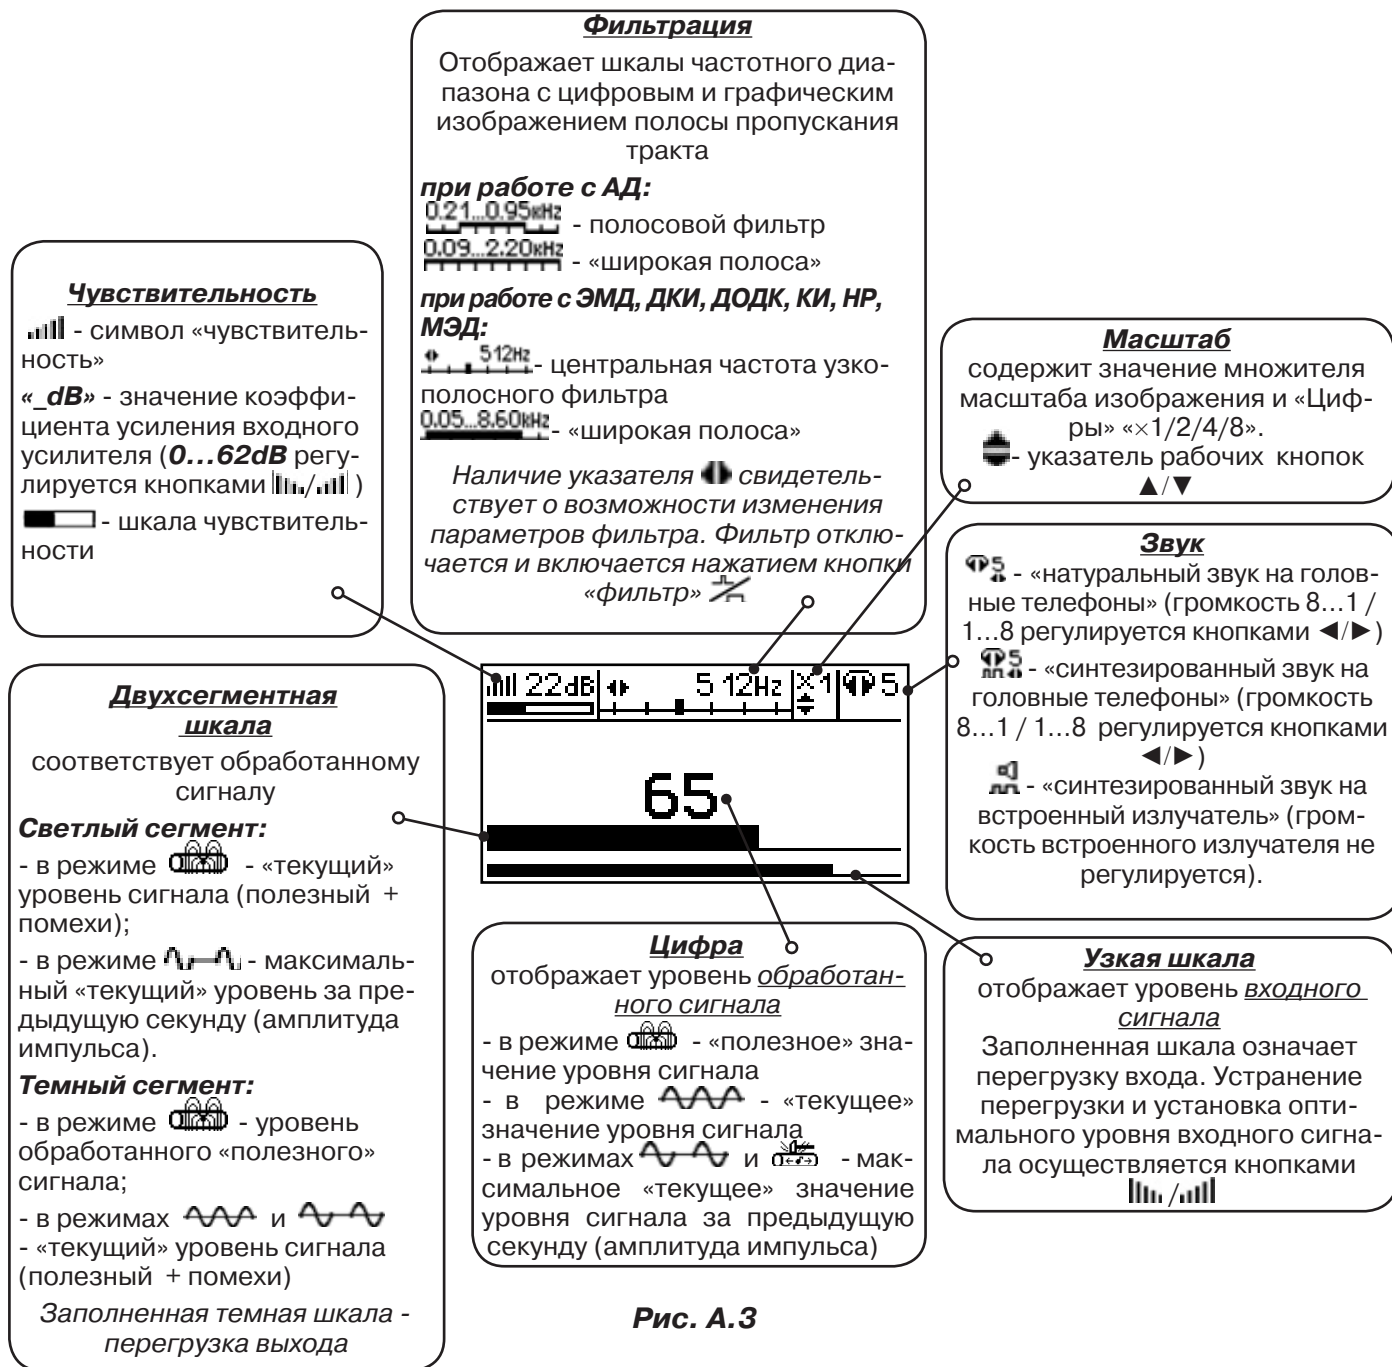 Фильтрация
Отображает шкалы частотного диа-
пазона с цифровым и графическим
изображением полосы пропускания
тракта
при работе с АД:
0.21...0.95кHz - полосовой фильтр
0.09...2.20кHz - «широкая полоса»
при работе с ЭМД, ДКИ, ДОДК, КИ, НР,
МЭД:
512Hz - центральная частота узко-
полосного фильтра
0.05...8.60кHz - «широкая полоса»
Наличие указателя ◀▶ свидетель-
ствует о возможности изменения
параметров фильтра. Фильтр отклю-
чается и включается нажатием кнопки
«фильтр»
Чувствительность
- символ «чувствитель-
ность»
«_dB» - значение коэффи-
циента усиления входного
усилителя (0...62dB регу-
лируется кнопками / )
- шкала чувствитель-
ности
Масштаб
содержит значение множителя
масштаба изображения и «Циф-
ры» «×1/2/4/8».
- указатель рабочих кнопок
▲/▼
Звук
5 - «натуральный звук на голов-
ные телефоны» (громкость 8...1 /
1...8 регулируется кнопками ◄/►)
5 - «синтезированный звук на
головные телефоны» (громкость
8...1 / 1...8 регулируется кнопками
◄/►)
- «синтезированный звук на
встроенный излучатель» (гром-
кость встроенного излучателя не
регулируется).
Двухсегментная
шкала
соответствует обработанному
сигналу
Светлый сегмент:
- в режиме - «текущий»
уровень сигнала (полезный +
помехи);
- в режиме - максималь-
ный «текущий» уровень за пре-
дыдущую секунду (амплитуда
импульса).
Темный сегмент:
- в режиме - уровень
обработанного «полезного»
сигнала;
- в режимах и
- «текущий» уровень сигнала
(полезный + помехи)
Заполненная темная шкала -
перегрузка выхода
22dB 512Hz ×1 5
65
Цифра
отображает уровень обработан-
ного сигнала
- в режиме - «полезное» зна-
чение уровня сигнала
- в режиме - «текущее»
значение уровня сигнала
- в режимах и - мак-
симальное «текущее» значение
уровня сигнала за предыдущую
секунду (амплитуда импульса)
Узкая шкала
отображает уровень входного
сигнала
Заполненная шкала означает
перегрузку входа. Устранение
перегрузки и установка опти-
мального уровня входного сигна-
ла осуществляется кнопками
/
Рис. А.3